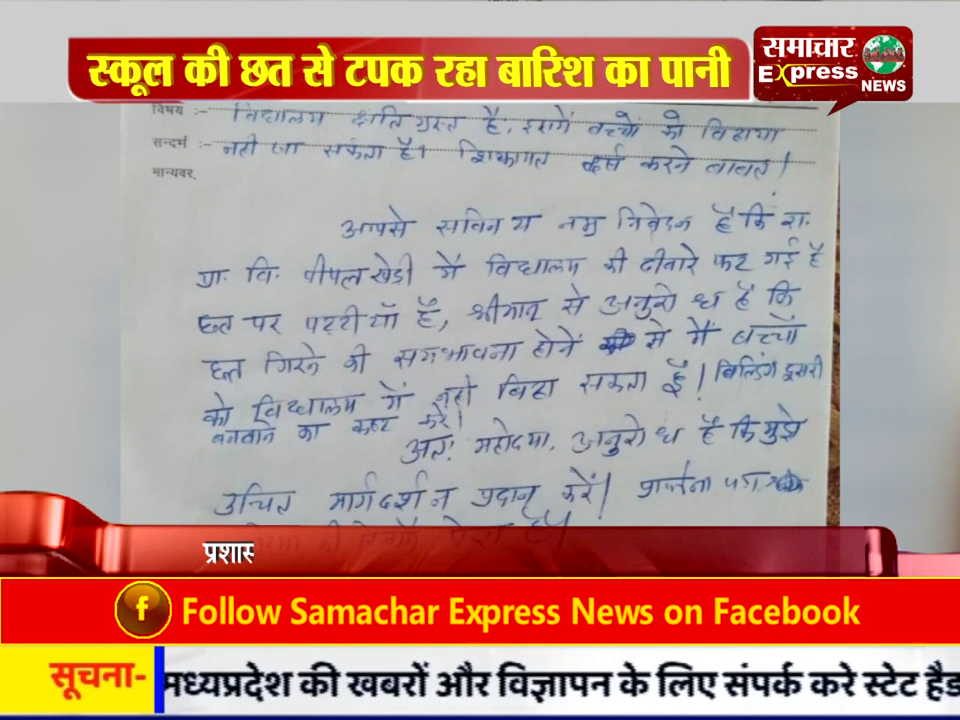 स्कूल की छत से टपक रहा बारिश का पानी
समाचार
Express
NEWS
विषय :- विद्यालय क्षति ग्रस्त है, इसमें बच्चों को बिठाया
सन्दर्भ :- नहीं जा सकता है। शिकायत दर्ज करने बाबत।
मान्यवर,
आपसे सविनय नम्र निवेदन है कि शा.
प्रा. वि. पीपलखेडी में विद्यालय की दीवारे फट गई है
छत पर पट्टीयाँ है, श्रीमान से अनुरोध है कि
छत गिरने की सम्भावना होने से मैं बच्चों
को विद्यालय में नही बिठा सकता हूँ। बिल्डिंग दूसरी
बनवाने का कष्ट करें।
अतः महोदया, अनुरोध है कि मुझे
उचित मार्गदर्शन प्रदान करें। प्रार्थना पत्र
प्रशास
f Follow Samachar Express News on Facebook
सूचना- मध्यप्रदेश की खबरों और विज्ञापन के लिए संपर्क करे स्टेट हैड